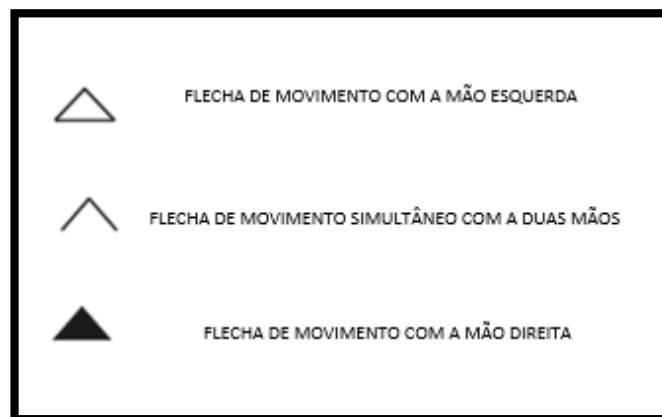 FLECHA DE MOVIMENTO COM A MÃO ESQUERDA
FLECHA DE MOVIMENTO SIMULTÂNEO COM A DUAS MÃOS
FLECHA DE MOVIMENTO COM A MÃO DIREITA